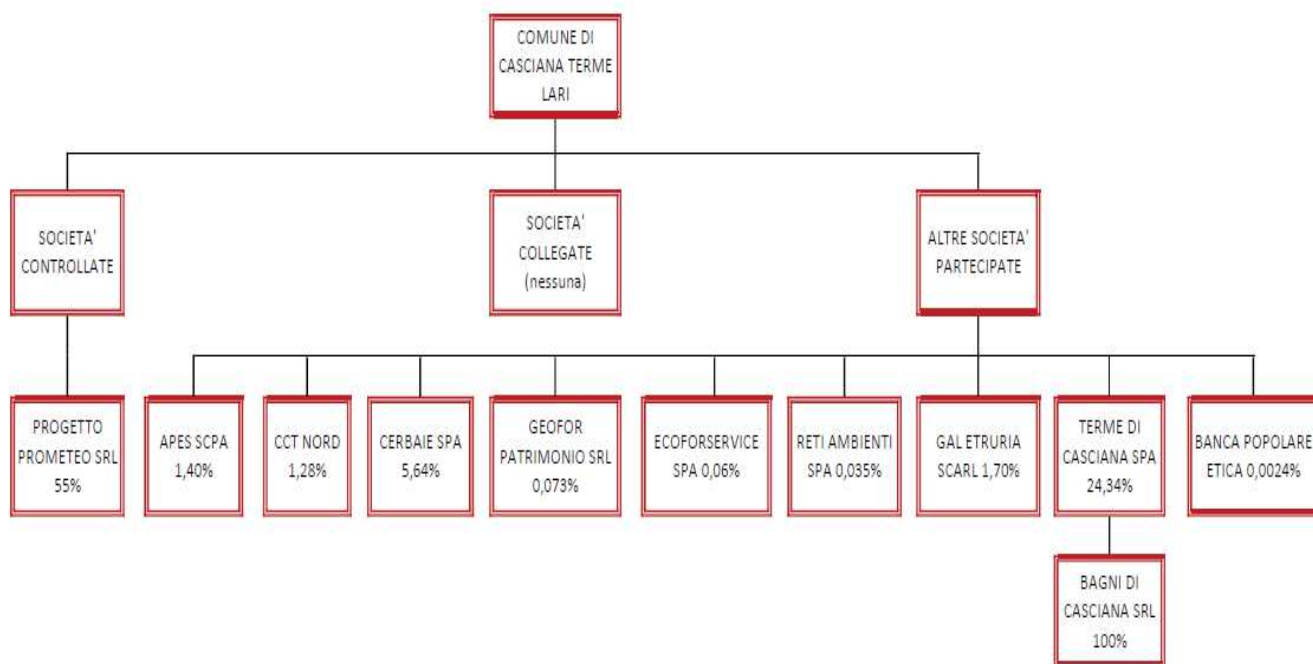 COMUNE DI
CASCIANA TERME
LARI
SOCIETA'
CONTROLLATE
SOCIETA'
COLLEGATE
(nessuna)
ALTRE SOCIETA'
PARTECIPATE
PROGETTO
PROMETEO SRL
55%
APES SCPA
1,40%
CCT NORD
1,28%
CERBAIE SPA
5,64%
GEOFOR
PATRIMONIO SRL
0,073%
ECOFORSERVICE
SPA 0,06%
RETI AMBIENTI
SPA 0,035%
GAL ETRURIA
SCARL 1,70%
TERME DI
CASCIANA SPA
24,34%
BANCA POPOLARE
ETICA 0,0024%
BAGNI DI
CASCIANA SRL
100%